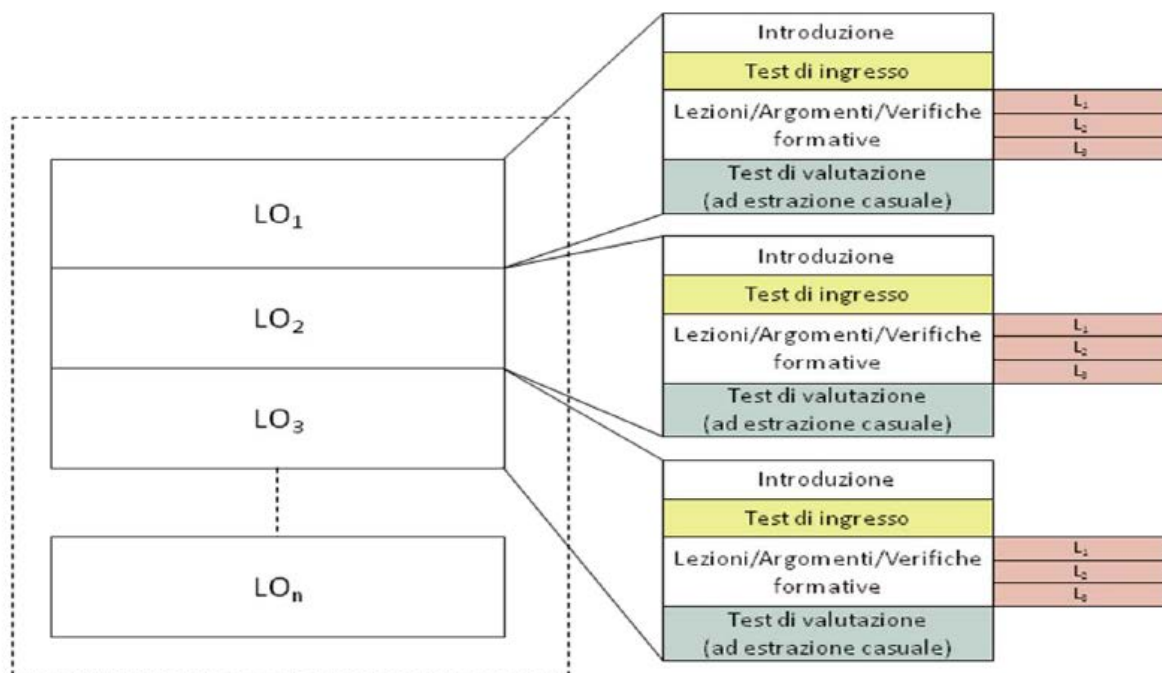 LO₁
LO₂
LO₃
LOₙ
Introduzione
Test di ingresso
Lezioni/Argomenti/Verifiche
formative
L₁
L₂
L₃
Test di valutazione
(ad estrazione casuale)
Introduzione
Test di ingresso
Lezioni/Argomenti/Verifiche
formative
L₁
L₂
L₃
Test di valutazione
(ad estrazione casuale)
Introduzione
Test di ingresso
Lezioni/Argomenti/Verifiche
formative
L₁
L₂
L₃
Test di valutazione
(ad estrazione casuale)